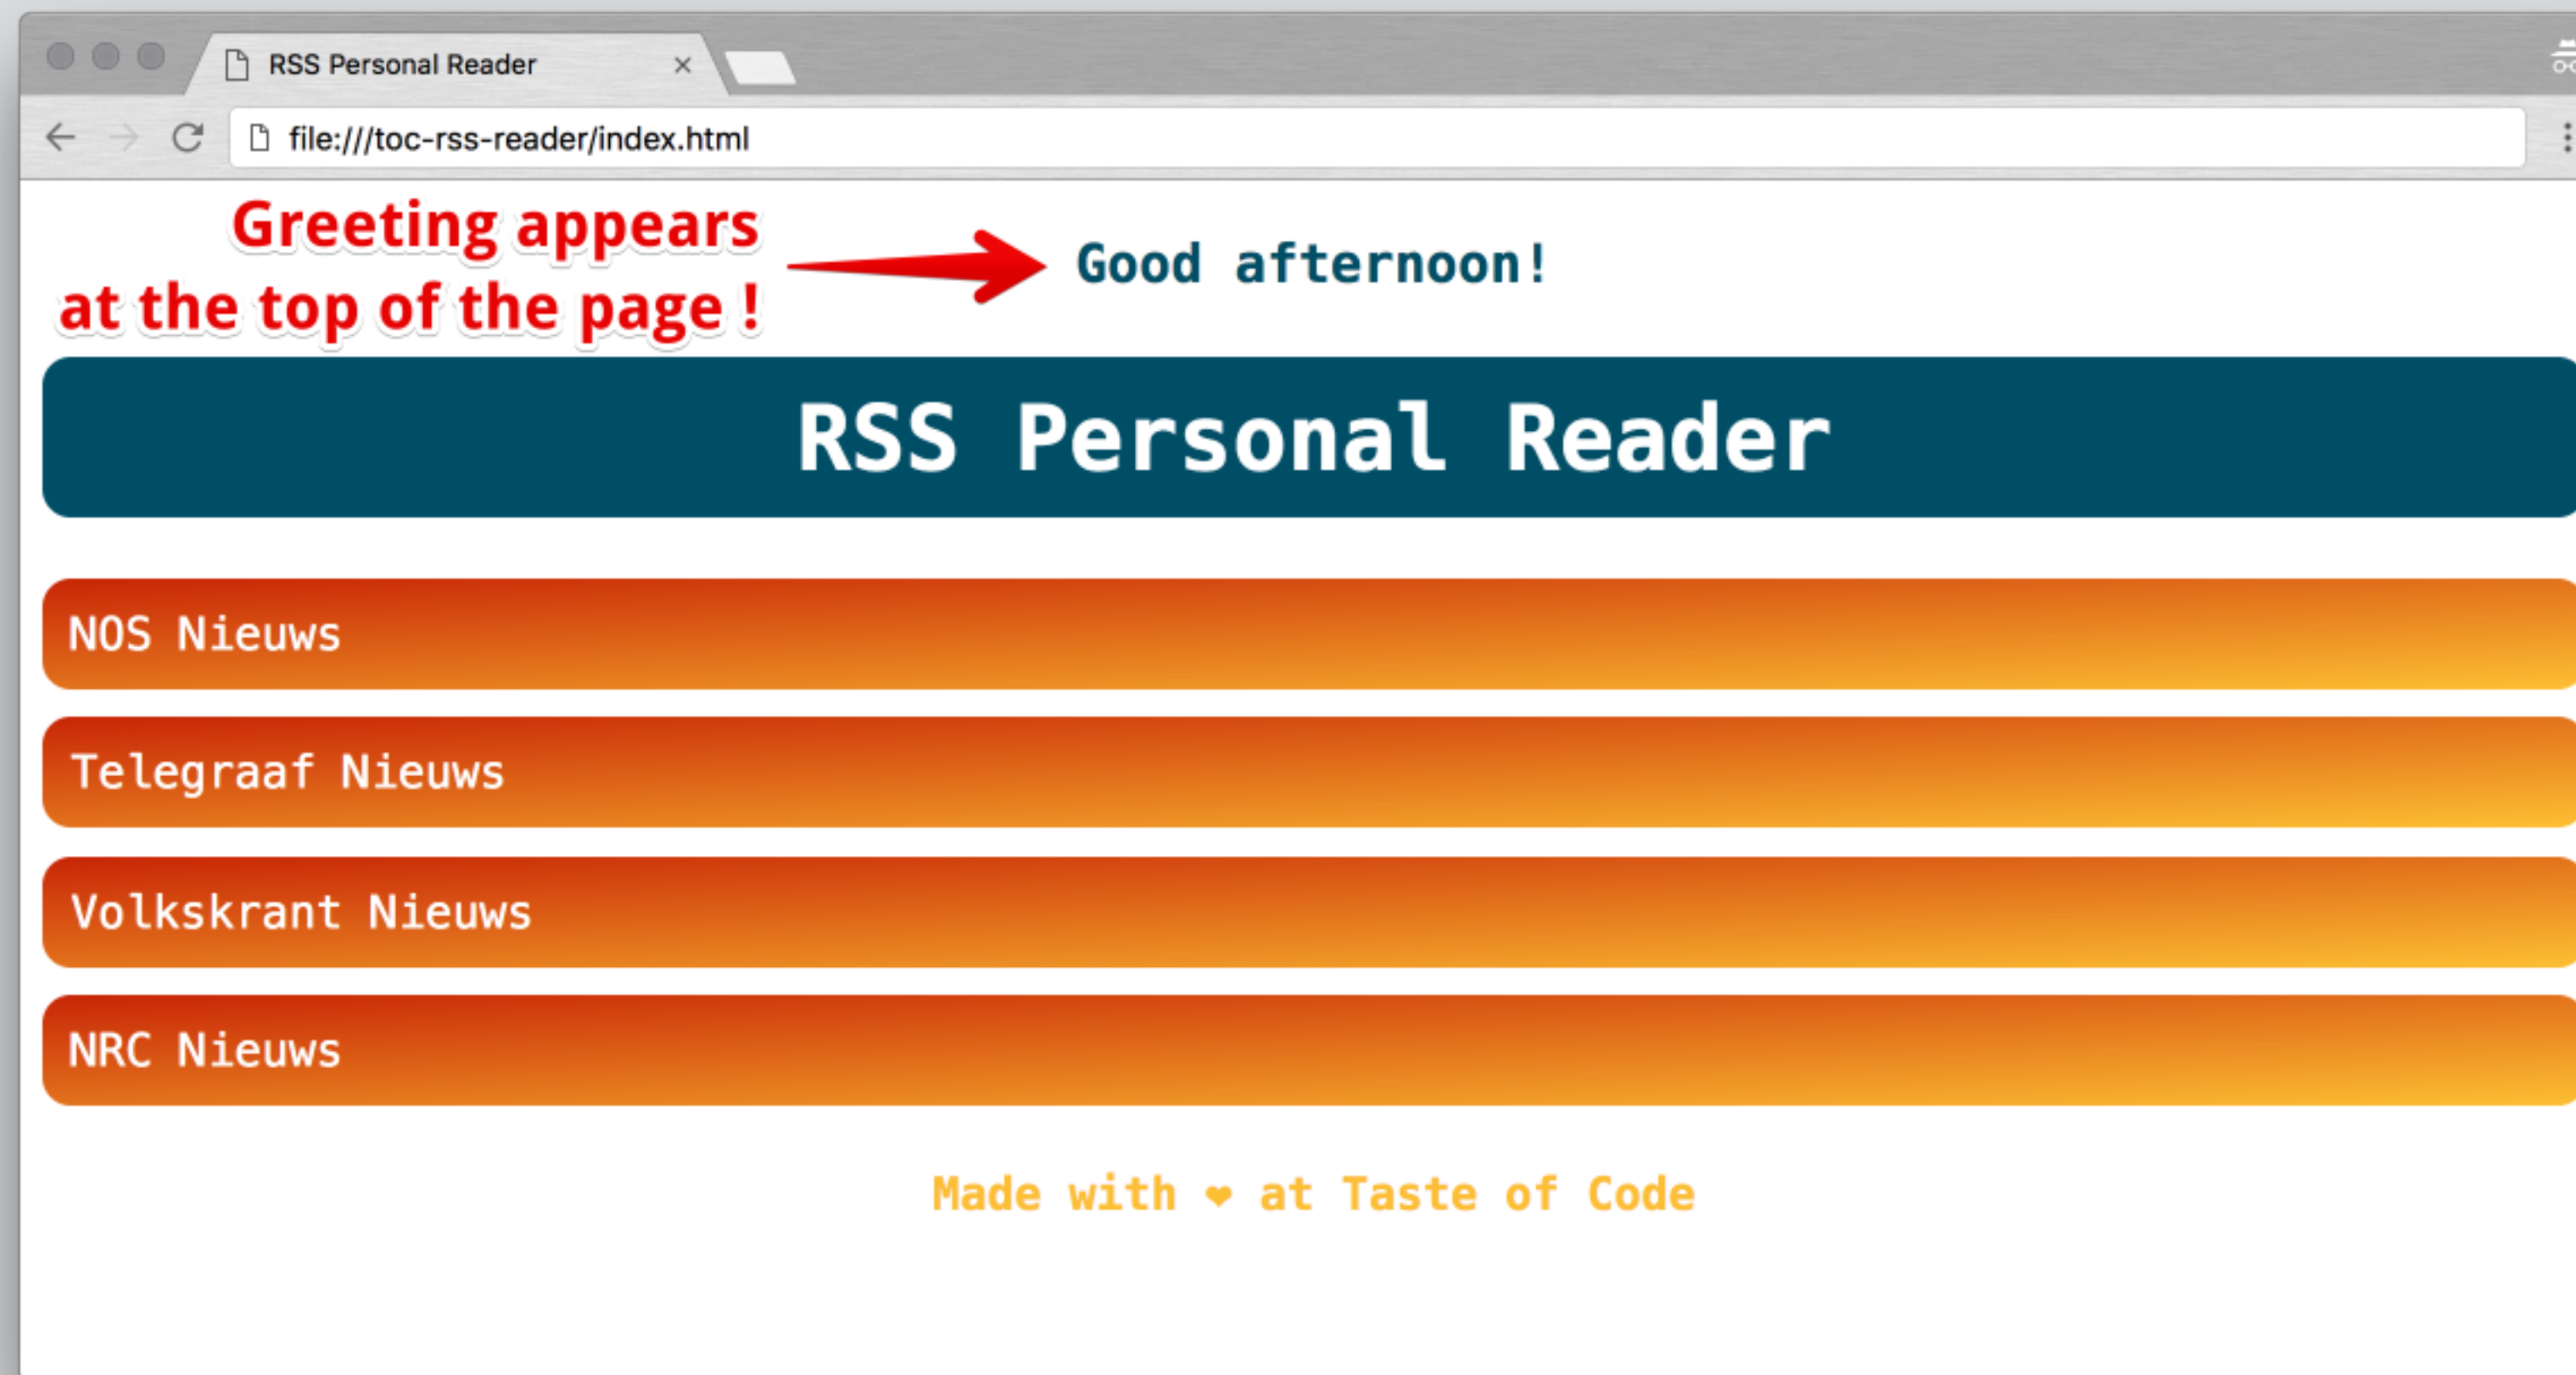 RSS Personal Reader
file:///toc-rss-reader/index.html
Greeting appears
at the top of the page !
Good afternoon!
RSS Personal Reader
NOS Nieuws
Telegraaf Nieuws
Volkskrant Nieuws
NRC Nieuws
Made with ❤ at Taste of Code